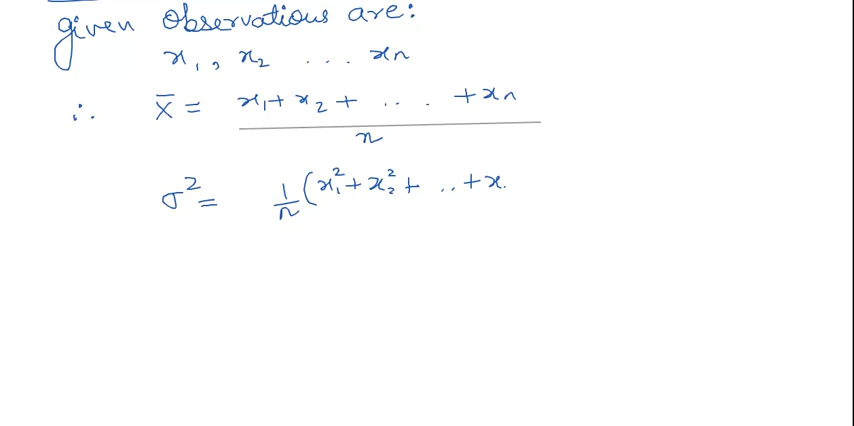 given observations are:
x₁, x₂ ... xn
∴ X̄ = x₁ + x₂ + .... + xn / n
σ² = 1/n (x₁² + x₂² + .. + x.